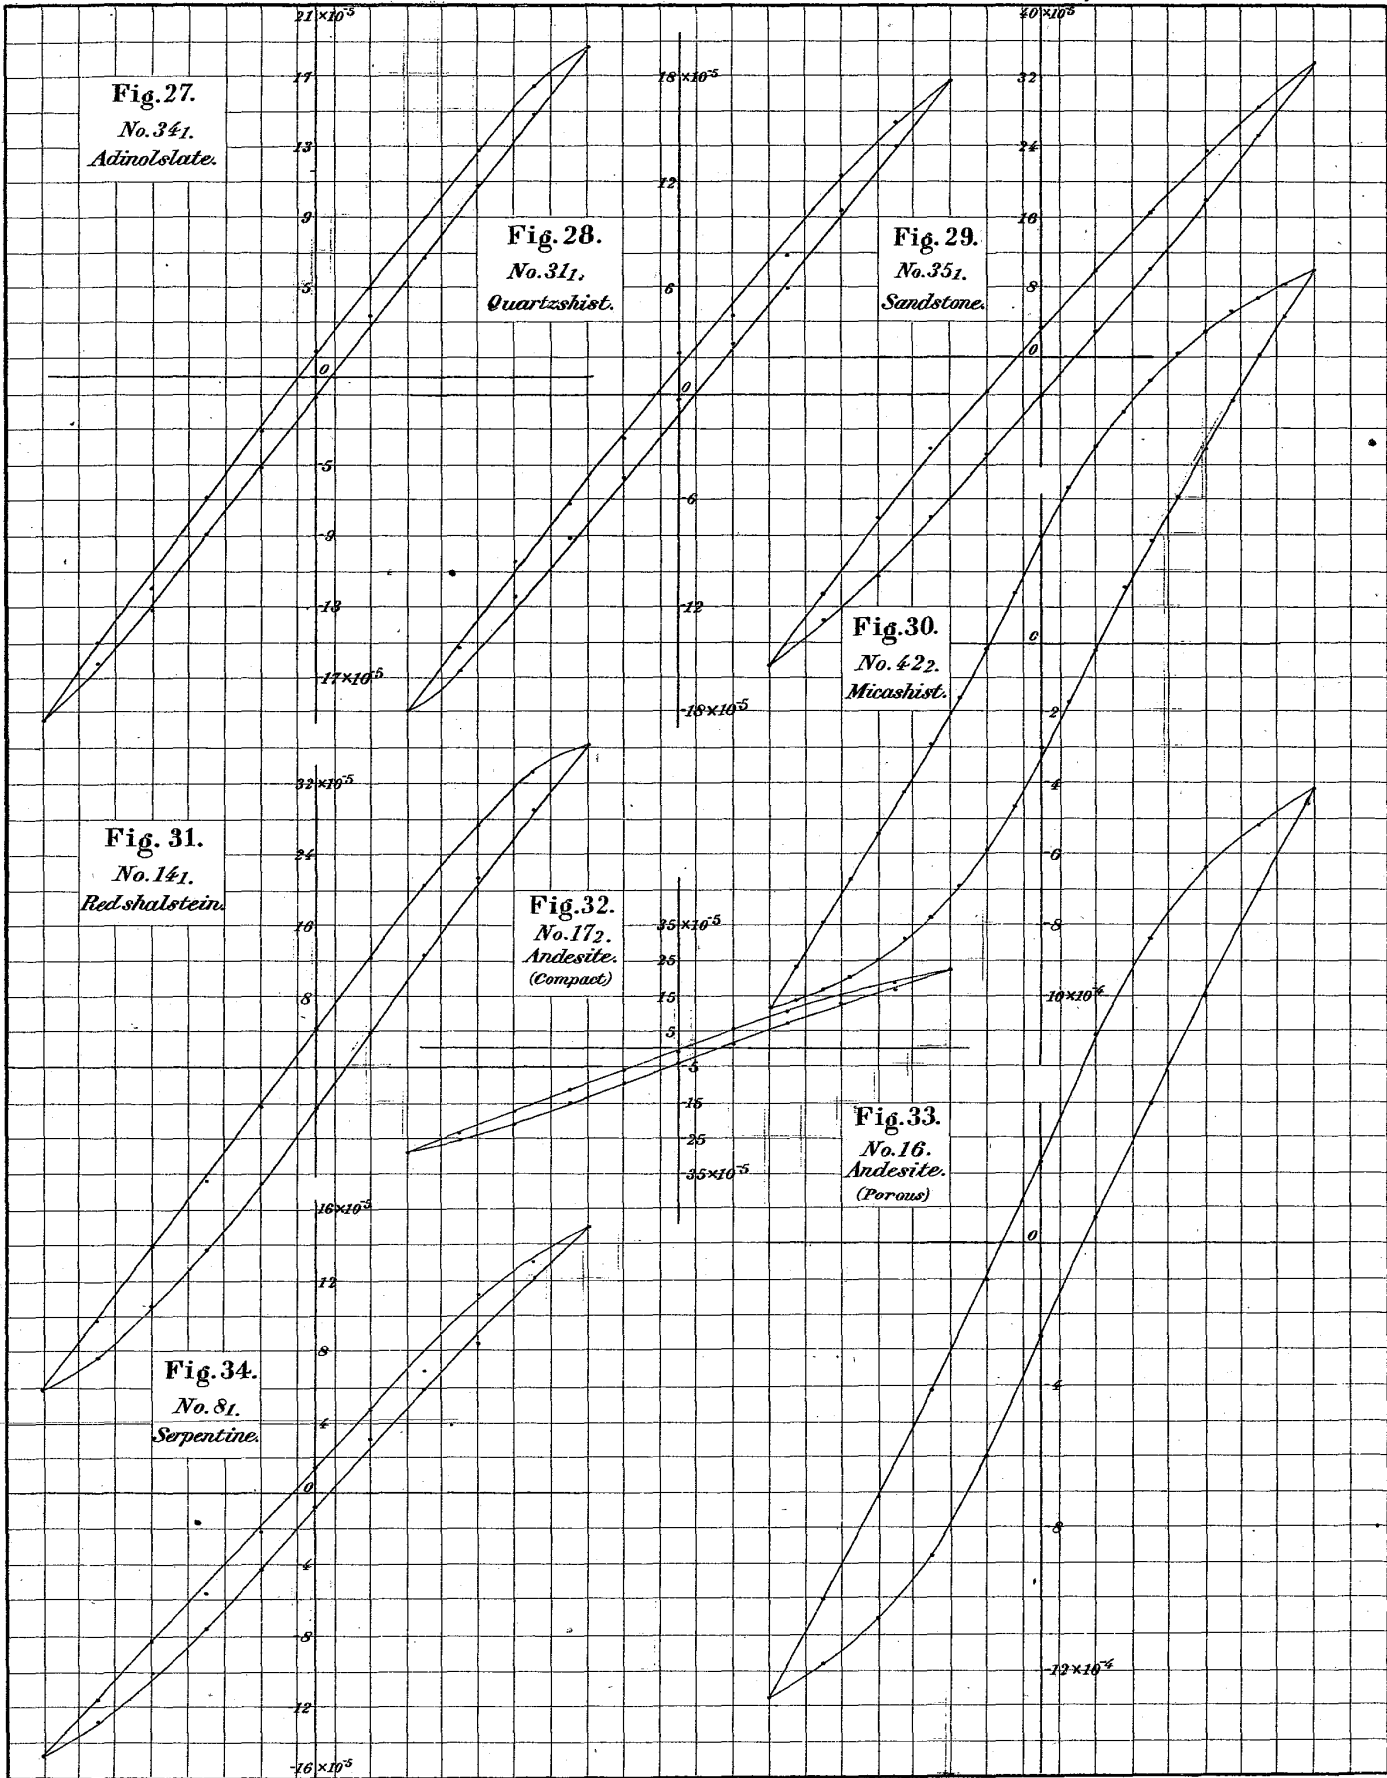 Fig.27.
No.34₁.
Adinolslate.
21×10⁻⁵
17
13
9
5
0
-5
-9
-13
17×10⁻⁵
Fig.28.
No.31₁.
Quartzshist.
18×10⁻⁵
12
6
0
-6
-12
-18×10⁻⁵
Fig.29.
No.35₁.
Sandstone.
40×10⁻⁵
32
24
16
8
0
Fig.30.
No.42₂.
Micashist.
0
-2
-4
-6
-8
10×10⁻⁴
Fig.31.
No.14₁.
Redshalstein.
32×10⁻⁵
24
16
8
16×10⁻⁵
Fig.32.
No.17₂.
Andesite.
(Compact)
35×10⁻⁵
25
15
5
-5
-15
-25
-35×10⁻⁵
Fig.33.
No.16.
Andesite.
(Porous)
0
-4
-8
-12×10⁻⁴
Fig.34.
No.8₁.
Serpentine.
12
8
4
0
-4
-8
-12
-16×10⁻⁵